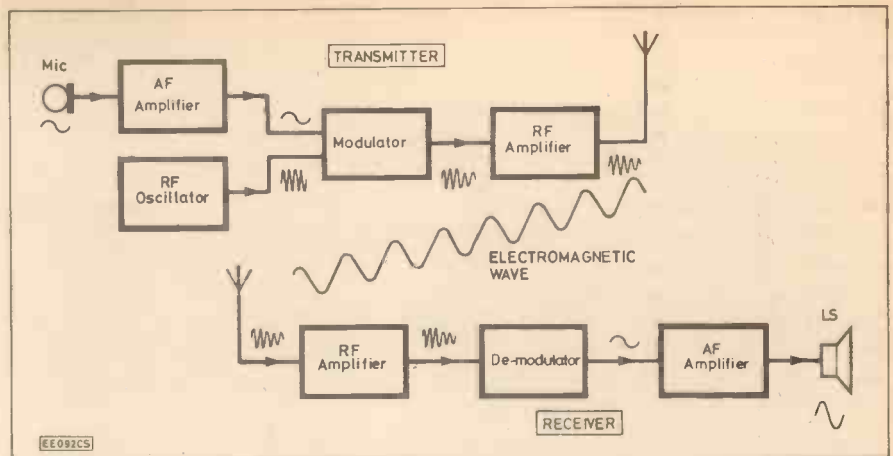 TRANSMITTER
Mic
AF
Amplifier
Modulator
RF
Amplifier
RF
Oscillator
ELECTROMAGNETIC
WAVE
LS
RF
Amplifier
De-modulator
AF
Amplifier
RECEIVER
EE092CS